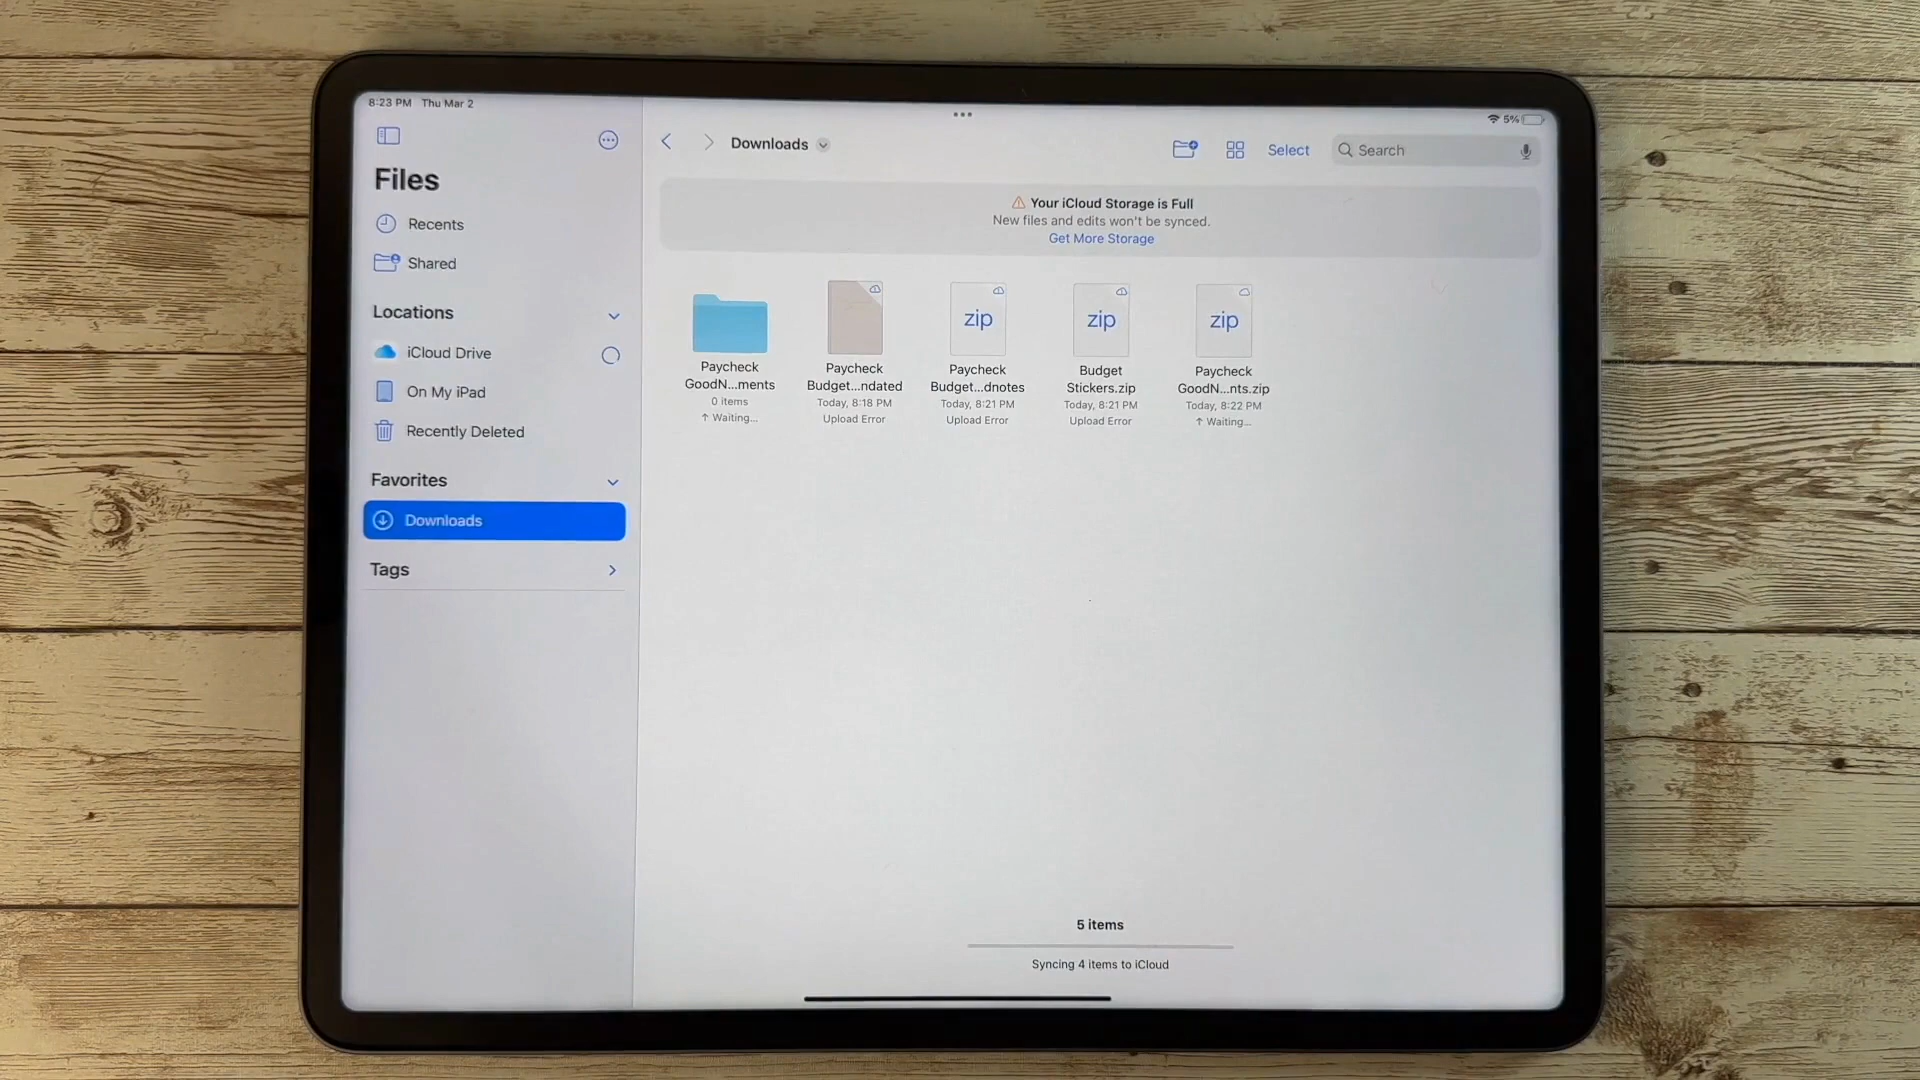 8:23 PM Thu Mar 2
5%
Files
Recents
Shared
Locations
iCloud Drive
On My iPad
Recently Deleted
Favorites
Downloads
Tags
Downloads
Select
Search
Your iCloud Storage is Full
New files and edits won't be synced.
Get More Storage
Paycheck
GoodN...ments
0 items
↑ Waiting...
zip
Paycheck
Budget...ndated
Today, 8:18 PM
Upload Error
Paycheck
Budget...dnotes
Today, 8:21 PM
Upload Error
zip
Budget
Stickers.zip
Today, 8:21 PM
Upload Error
zip
Paycheck
GoodN...nts.zip
Today, 8:22 PM
↑ Waiting...
5 items
Syncing 4 items to iCloud